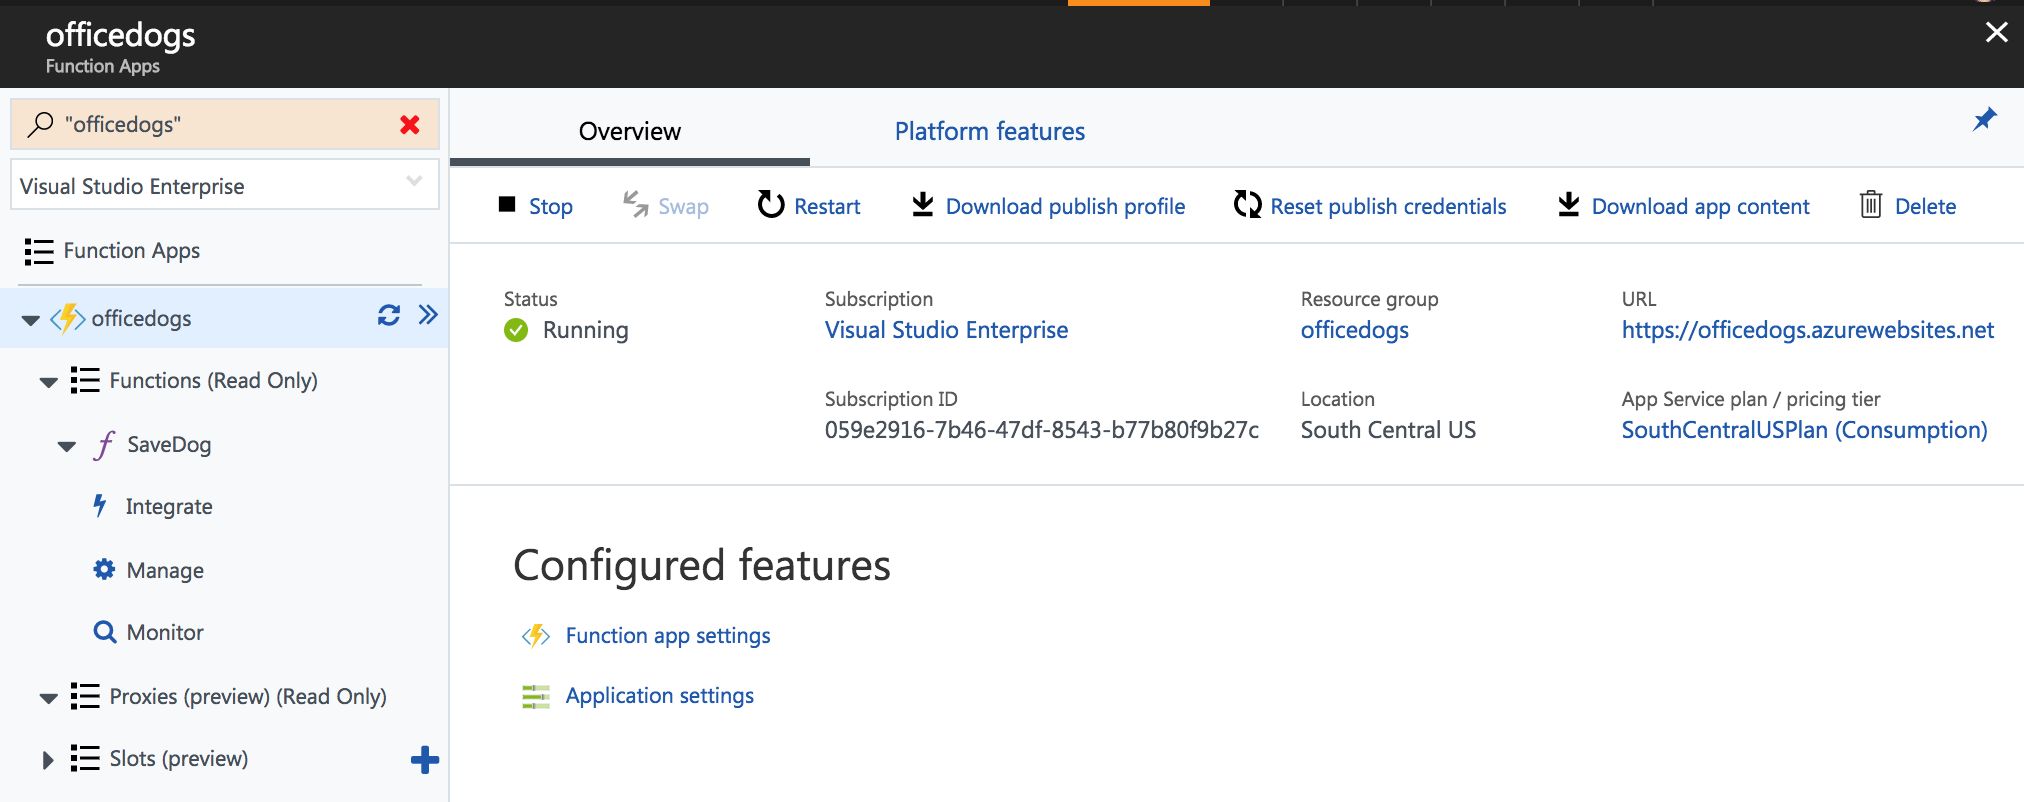 officedogs
Function Apps
"officedogs"
Visual Studio Enterprise
Function Apps
officedogs
Functions (Read Only)
SaveDog
Integrate
Manage
Monitor
Proxies (preview) (Read Only)
Slots (preview)
Overview Platform features
Stop Swap Restart Download publish profile Reset publish credentials Download app content Delete
Status Subscription Resource group URL
Running Visual Studio Enterprise officedogs https://officedogs.azurewebsites.net
Subscription ID Location App Service plan / pricing tier
059e2916-7b46-47df-8543-b77b80f9b27c South Central US SouthCentralUSPlan (Consumption)
Configured features
Function app settings
Application settings